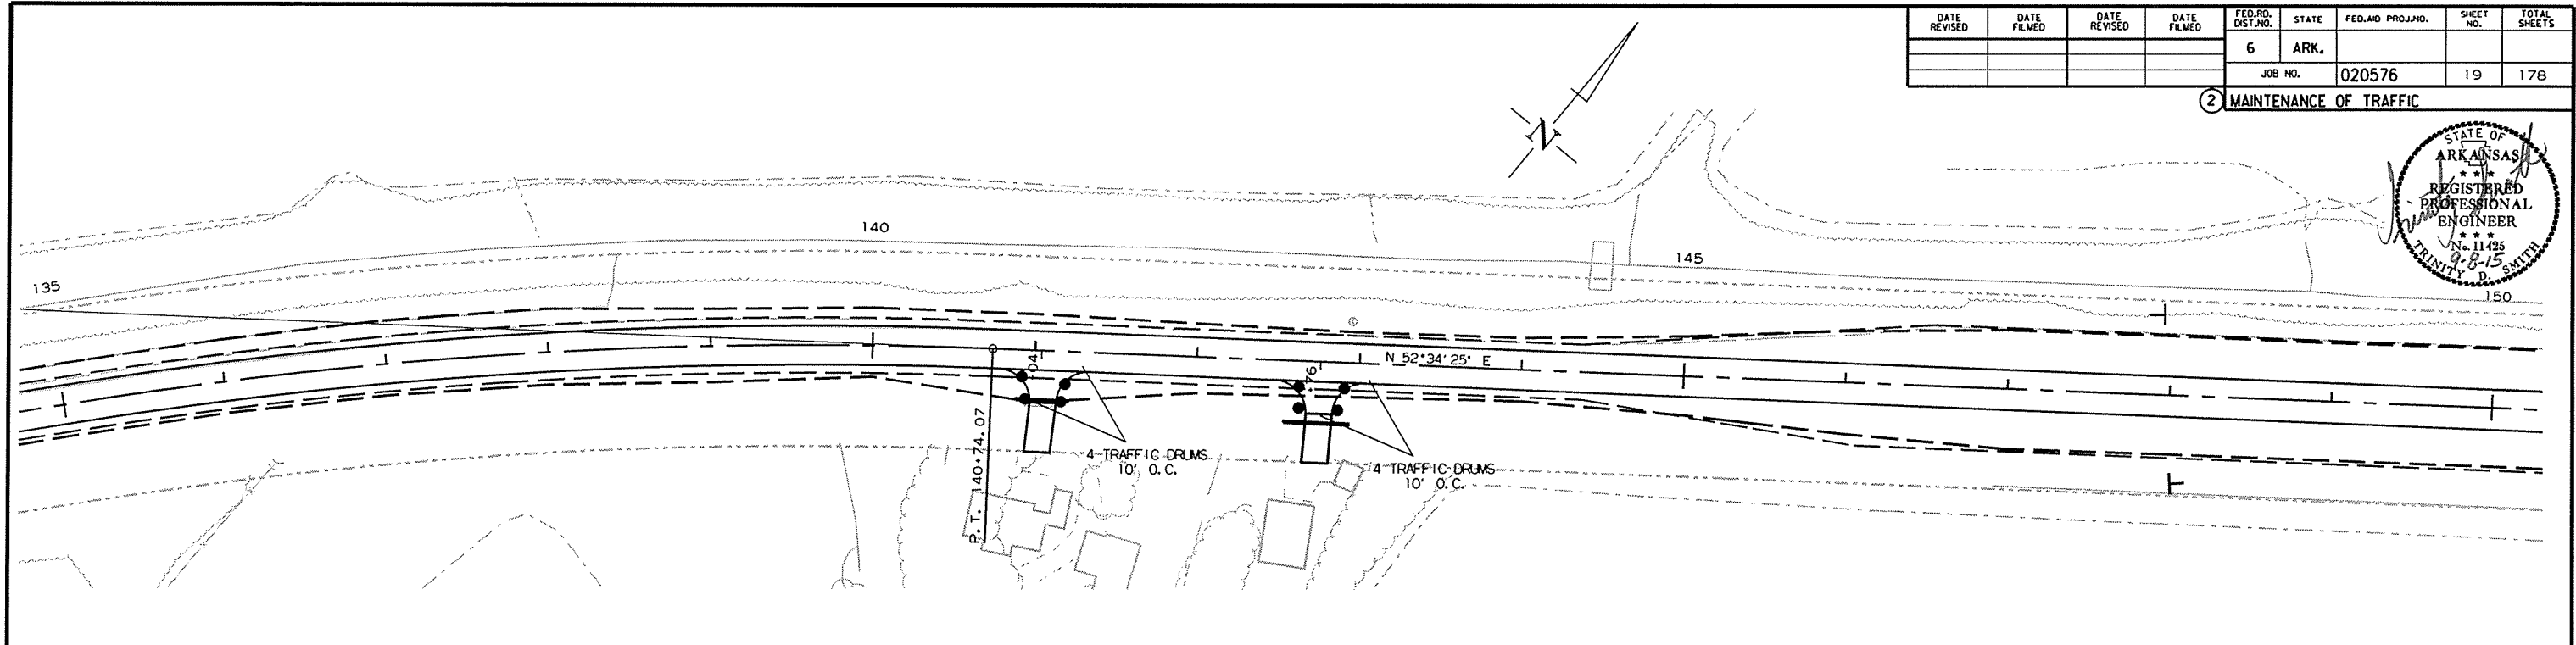 DATE REVISED
DATE FILMED
DATE REVISED
DATE FILMED
FED.RD. DIST.NO.
STATE
FED.AID PROJ.NO.
SHEET NO.
TOTAL SHEETS
6
ARK.
JOB NO.
020576
19
178
2
MAINTENANCE OF TRAFFIC
N
STATE OF
ARKANSAS
★ ★ ★
REGISTERED
PROFESSIONAL
ENGINEER
★ ★ ★
No. 11425
9-8-15
TRINITY D. SMITH
135
140
145
150
N 52°34'25" E
+04
+76
P.T. 140+74.07
4 TRAFFIC DRUMS
10' O.C.
4 TRAFFIC DRUMS
10' O.C.